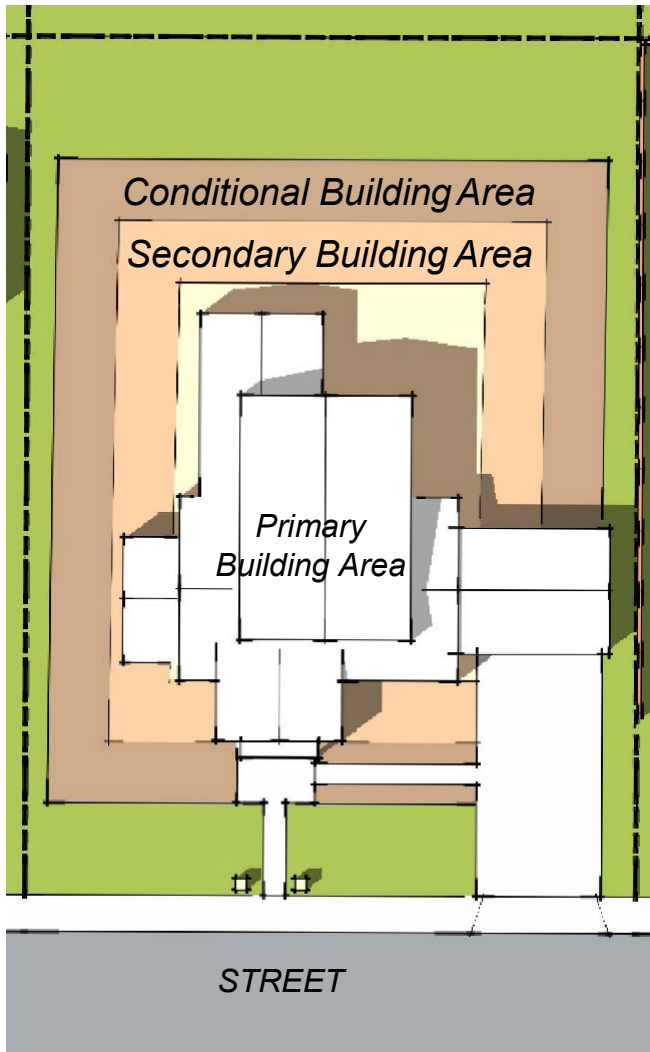 Conditional Building Area
Secondary Building Area
Primary
Building Area
STREET